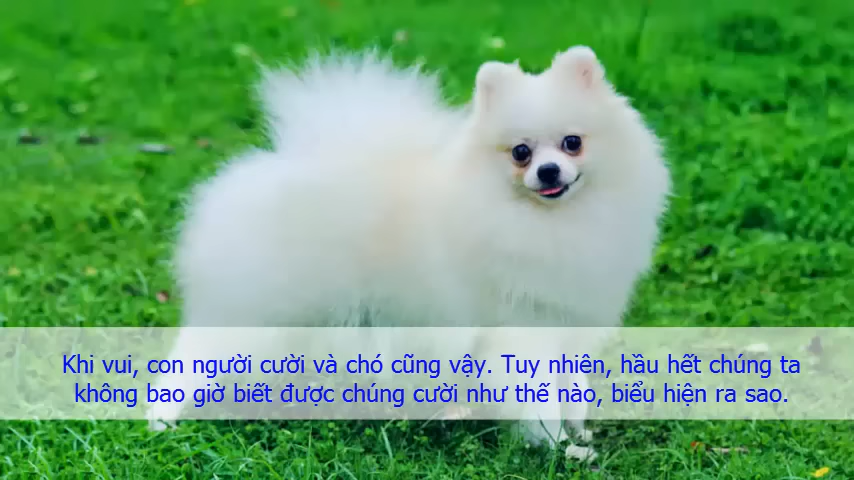 Khi vui, con người cười và chó cũng vậy. Tuy nhiên, hầu hết chúng ta
không bao giờ biết được chúng cười như thế nào, biểu hiện ra sao.